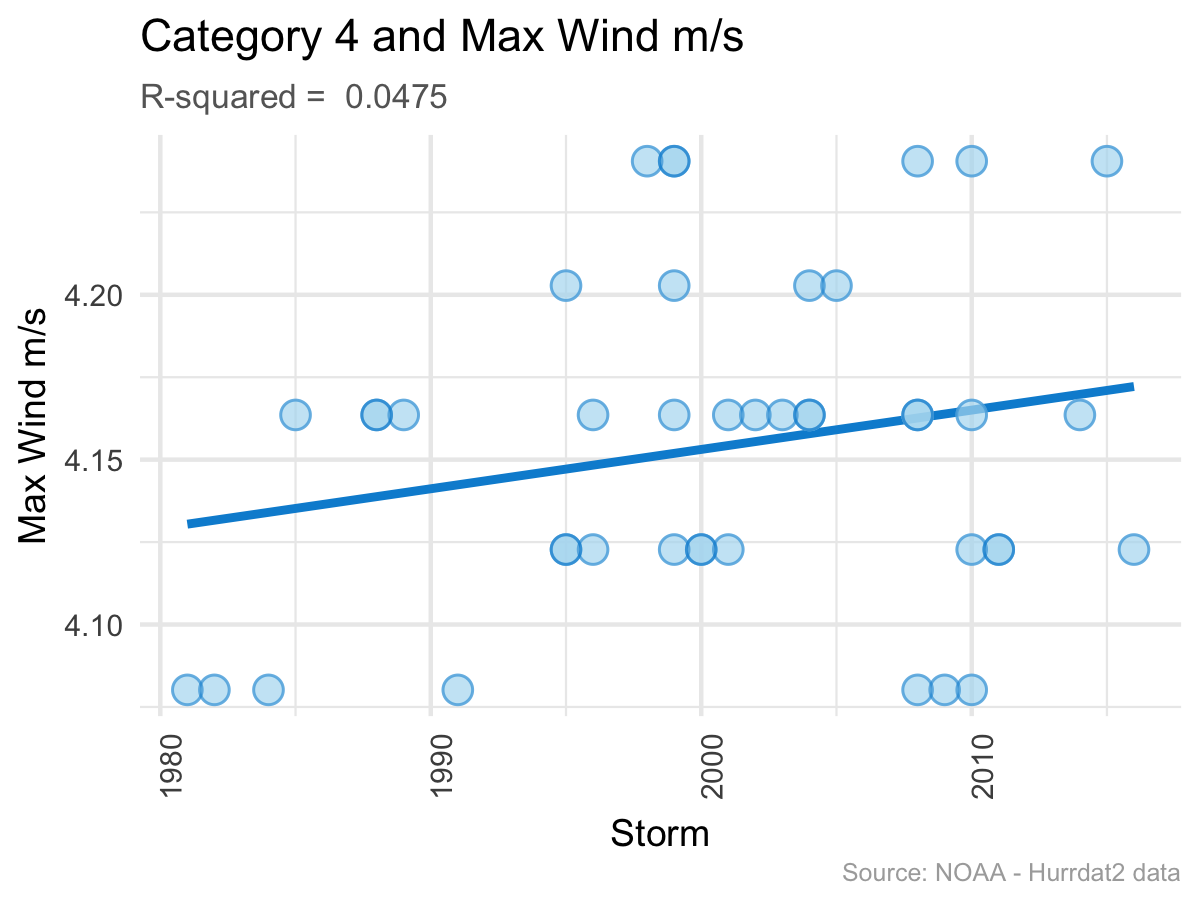 Category 4 and Max Wind m/s
R-squared =  0.0475
Max Wind m/s
4.20
4.15
4.10
1980
1990
2000
2010
Storm
Source: NOAA - Hurrdat2 data